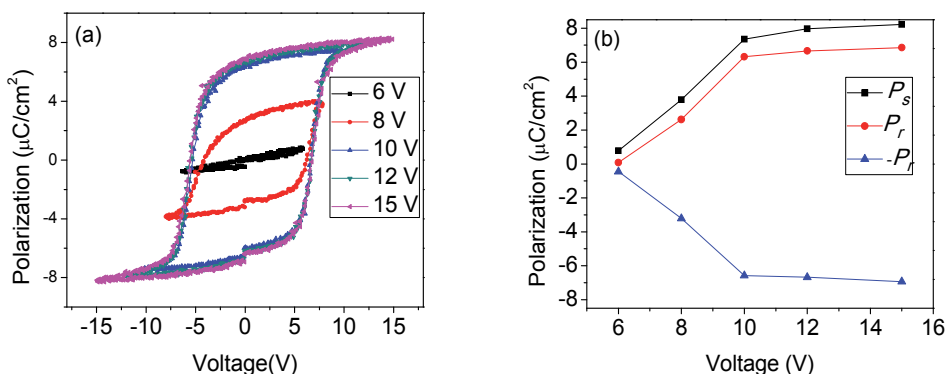 (a)
Polarization (μC/cm²)
8
4
0
-4
-8
-15 -10 -5 0 5 10 15
Voltage(V)
6 V
8 V
10 V
12 V
15 V
(b)
Polarization (μC/cm²)
8
6
4
2
0
-2
-4
-6
-8
6 8 10 12 14 16
Voltage (V)
Ps
Pr
-Pr